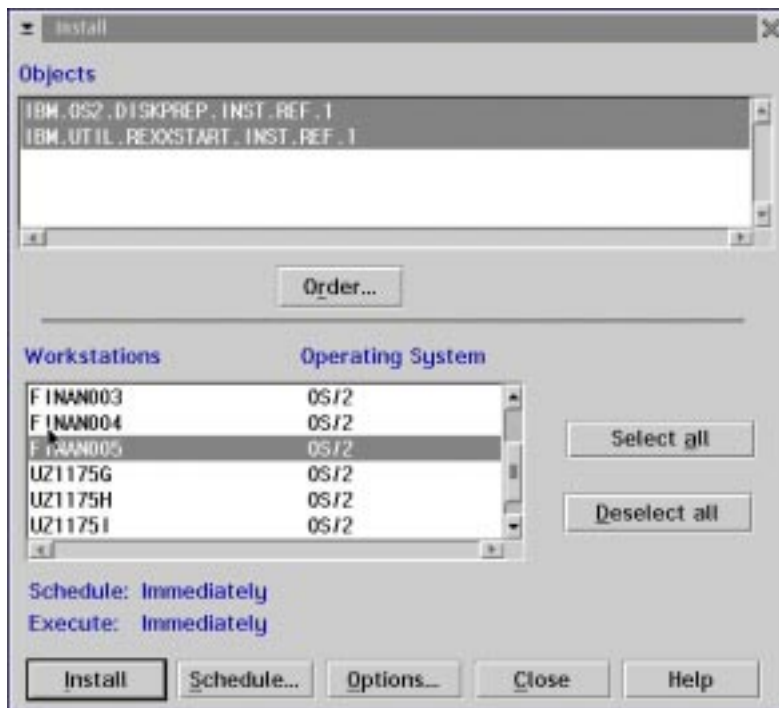 Install
Objects
IBM.OS2.DISKPREP.INST.REF.1
IBM.UTIL.REXXSTART.INST.REF.1
Order...
Workstations Operating System
FINAN003 OS/2
FINAN004 OS/2
FINAN005 OS/2
UZ1175G OS/2
UZ1175H OS/2
UZ1175I OS/2
Select all
Deselect all
Schedule: Immediately
Execute: Immediately
Install Schedule... Options... Close Help